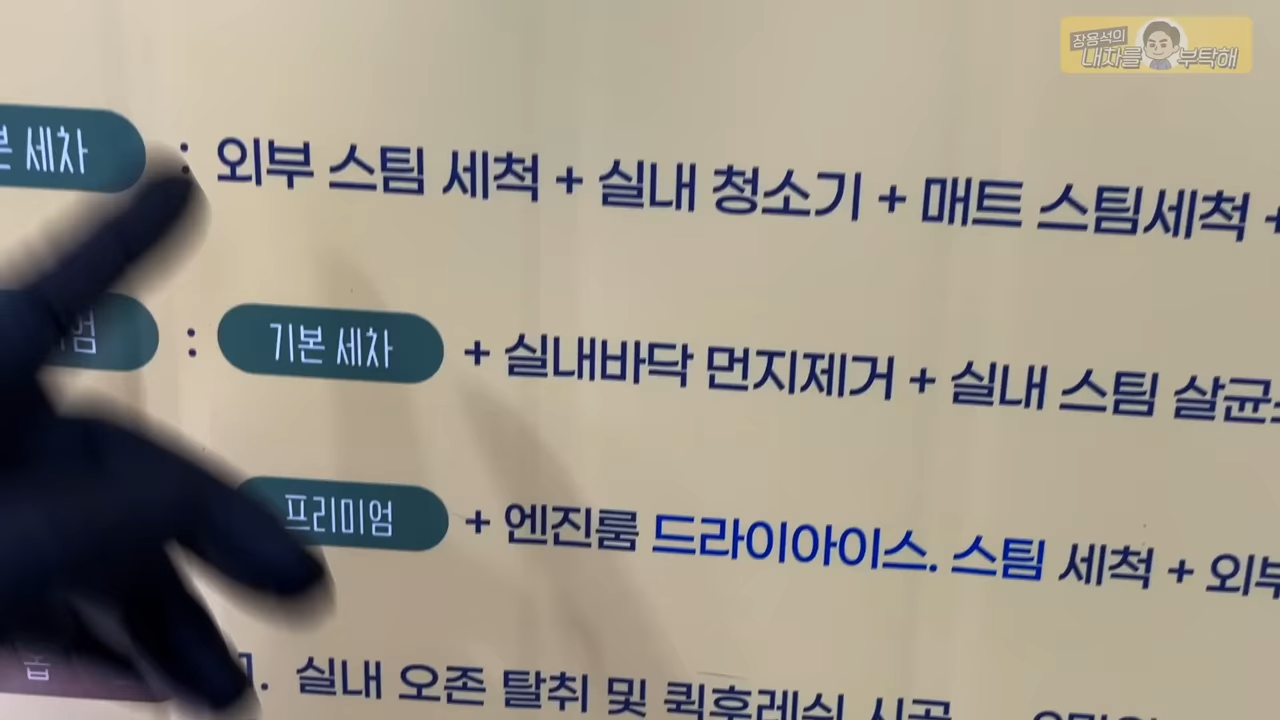 장용석의
내차를 부탁해
세차 : 외부 스팀 세척 + 실내 청소기 + 매트 스팀세척 +
: 기본 세차 + 실내바닥 먼지제거 + 실내 스팀 살균
프리미엄 + 엔진룸 드라이아이스. 스팀 세척 + 외부
실내 오존 탈취 및 퀵후레쉬 시공